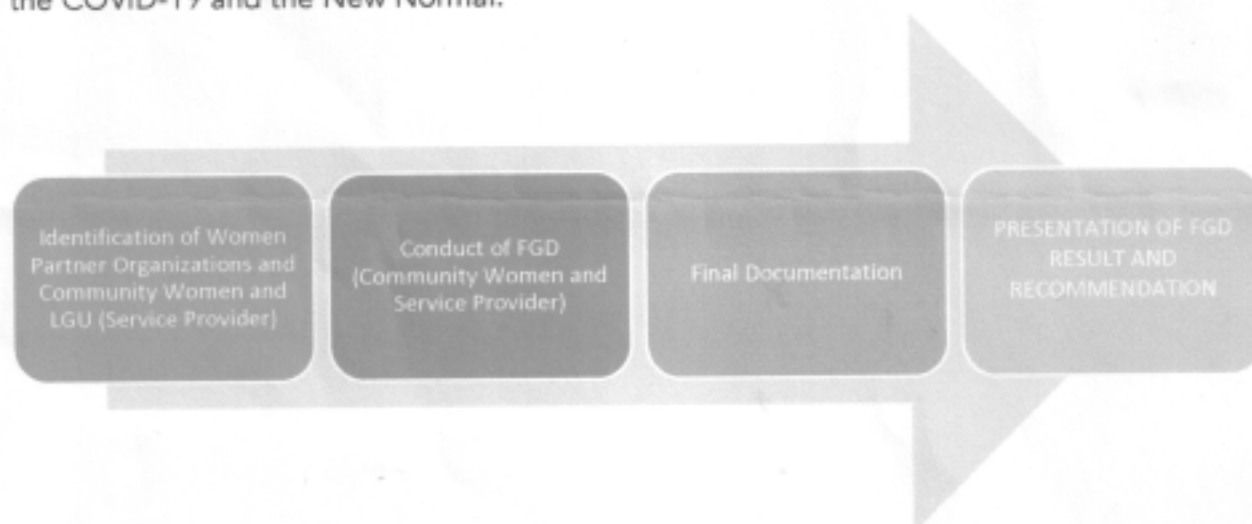 the COVID-19 and the New Normal.
Identification of Women
Partner Organizations and
Community Women and
LGU (Service Provider)
Conduct of FGD
(Community Women and
Service Provider)
Final Documentation
PRESENTATION OF FGD
RESULT AND
RECOMMENDATION